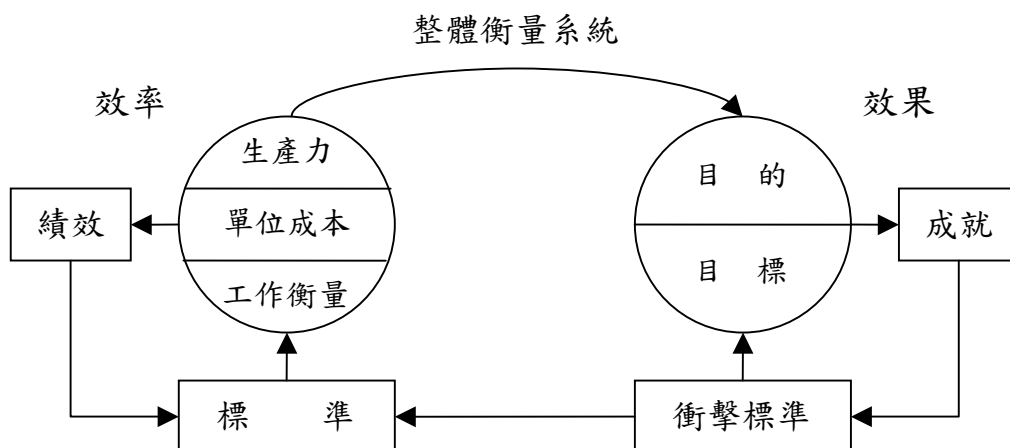 整體衡量系統
效率
效果
生產力
單位成本
工作衡量
目 的
目 標
績效
成就
標 準
衝擊標準